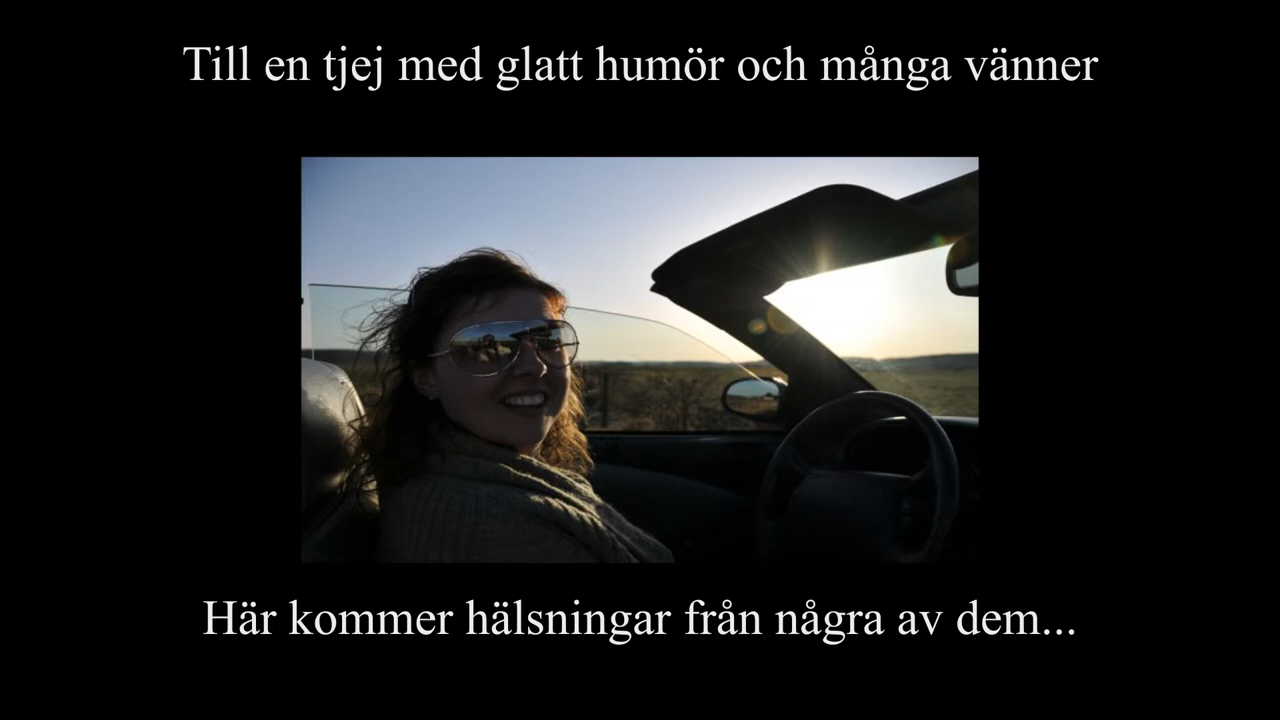 Till en tjej med glatt humör och många vänner
Här kommer hälsningar från några av dem...